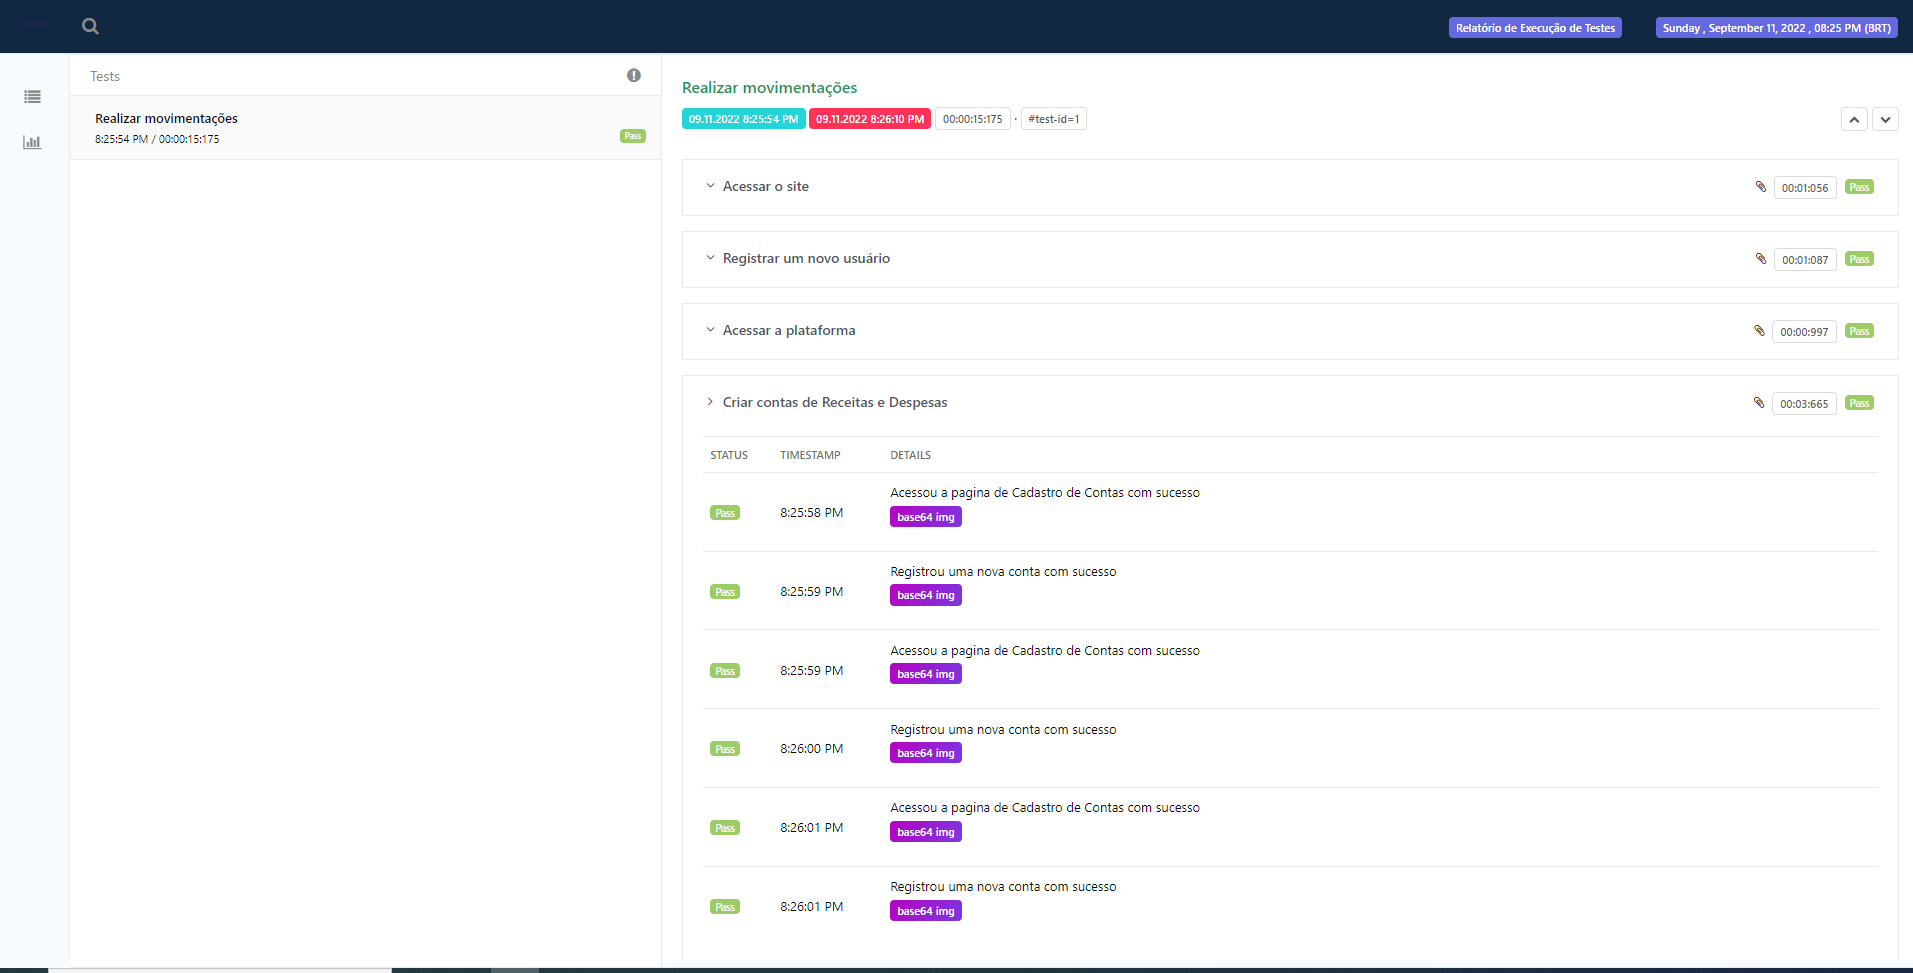 Relatório de Execução de Testes
Sunday , September 11, 2022 , 08:25 PM (BRT)
Tests
Realizar movimentações
8:25:54 PM / 00:00:15:175
Pass
Realizar movimentações
09.11.2022 8:25:54 PM 09.11.2022 8:26:10 PM 00:00:15:175 · #test-id=1
Acessar o site 00:01:056 Pass
Registrar um novo usuário 00:01:087 Pass
Acessar a plataforma 00:00:997 Pass
Criar contas de Receitas e Despesas 00:03:665 Pass
STATUS TIMESTAMP DETAILS
Acessou a pagina de Cadastro de Contas com sucesso
Pass 8:25:58 PM base64 img
Registrou uma nova conta com sucesso
Pass 8:25:59 PM base64 img
Acessou a pagina de Cadastro de Contas com sucesso
Pass 8:25:59 PM base64 img
Registrou uma nova conta com sucesso
Pass 8:26:00 PM base64 img
Acessou a pagina de Cadastro de Contas com sucesso
Pass 8:26:01 PM base64 img
Registrou uma nova conta com sucesso
Pass 8:26:01 PM base64 img